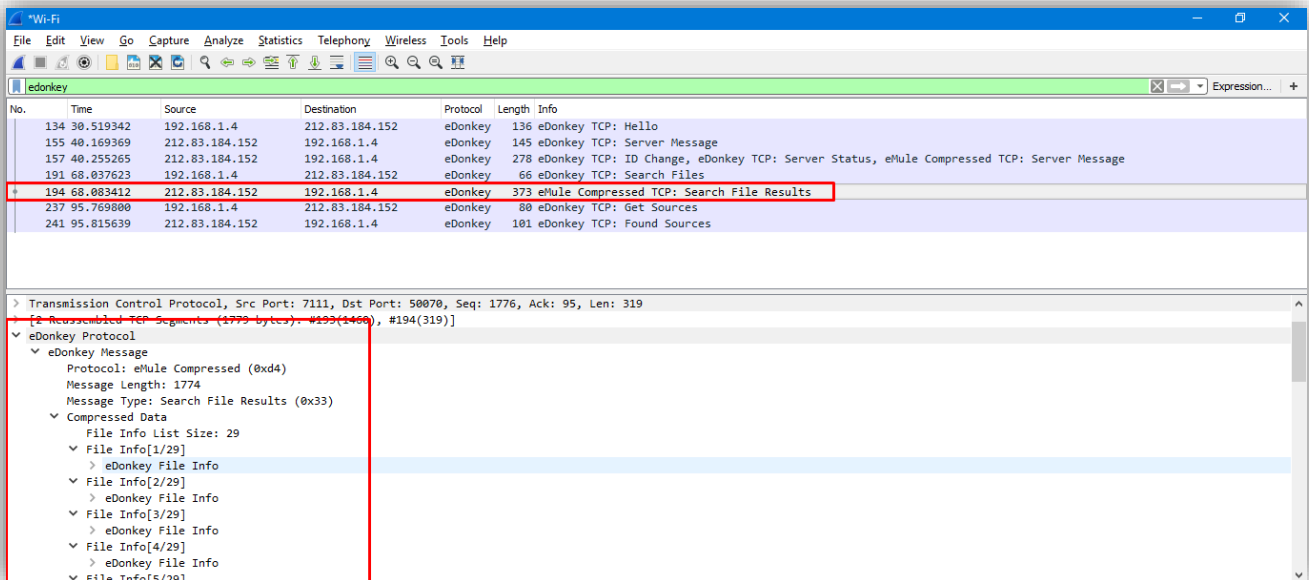 *Wi-Fi
File Edit View Go Capture Analyze Statistics Telephony Wireless Tools Help
edonkey Expression... +
No. Time Source Destination Protocol Length Info
134 30.519342 192.168.1.4 212.83.184.152 eDonkey 136 eDonkey TCP: Hello
155 40.169369 212.83.184.152 192.168.1.4 eDonkey 145 eDonkey TCP: Server Message
157 40.255265 212.83.184.152 192.168.1.4 eDonkey 278 eDonkey TCP: ID Change, eDonkey TCP: Server Status, eMule Compressed TCP: Server Message
191 68.037623 192.168.1.4 212.83.184.152 eDonkey 66 eDonkey TCP: Search Files
194 68.083412 212.83.184.152 192.168.1.4 eDonkey 373 eMule Compressed TCP: Search File Results
237 95.769800 192.168.1.4 212.83.184.152 eDonkey 80 eDonkey TCP: Get Sources
241 95.815639 212.83.184.152 192.168.1.4 eDonkey 101 eDonkey TCP: Found Sources
> Transmission Control Protocol, Src Port: 7111, Dst Port: 50070, Seq: 1776, Ack: 95, Len: 319
> [2 Reassembled TCP Segments (1779 bytes): #193(1460), #194(319)]
eDonkey Protocol
eDonkey Message
Protocol: eMule Compressed (0xd4)
Message Length: 1774
Message Type: Search File Results (0x33)
Compressed Data
File Info List Size: 29
File Info[1/29]
> eDonkey File Info
File Info[2/29]
> eDonkey File Info
File Info[3/29]
> eDonkey File Info
File Info[4/29]
> eDonkey File Info
File Info[5/29]